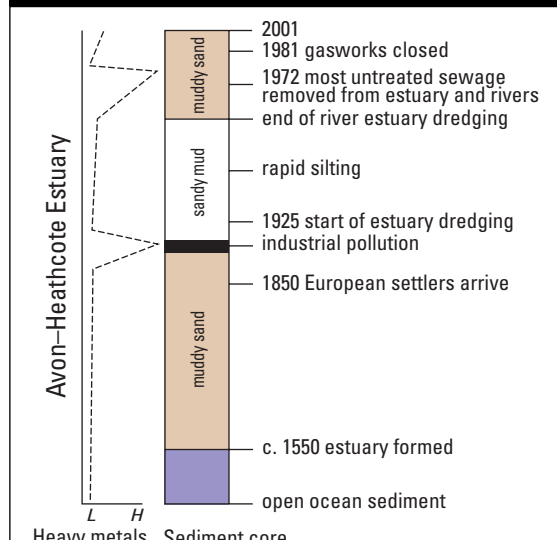 2001
1981 gasworks closed
1972 most untreated sewage
removed from estuary and rivers
end of river estuary dredging
rapid silting
1925 start of estuary dredging
industrial pollution
1850 European settlers arrive
c. 1550 estuary formed
open ocean sediment
muddy sand
sandy mud
muddy sand
Avon–Heathcote Estuary
L H
Heavy metals Sediment core